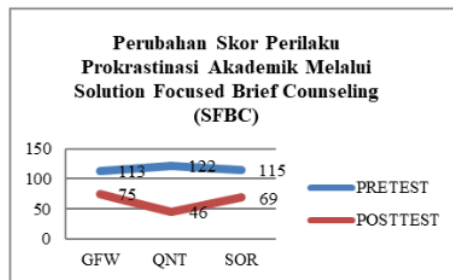 Perubahan Skor Perilaku
Prokrastinasi Akademik Melalui
Solution Focused Brief Counseling
(SFBC)
150
100
50
0
113
122
115
75
46
69
GFW
QNT
SOR
PRETEST
POSTTEST